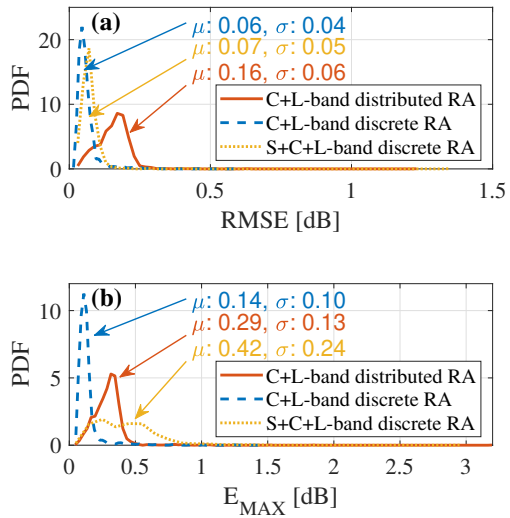 (a)
μ: 0.06, σ: 0.04
μ: 0.07, σ: 0.05
μ: 0.16, σ: 0.06
C+L-band distributed RA
C+L-band discrete RA
S+C+L-band discrete RA
PDF
20
10
0
0 0.5 1 1.5
RMSE [dB]
(b)
μ: 0.14, σ: 0.10
μ: 0.29, σ: 0.13
μ: 0.42, σ: 0.24
C+L-band distributed RA
C+L-band discrete RA
S+C+L-band discrete RA
PDF
10
5
0
0 0.5 1 1.5 2 2.5 3
E_MAX [dB]